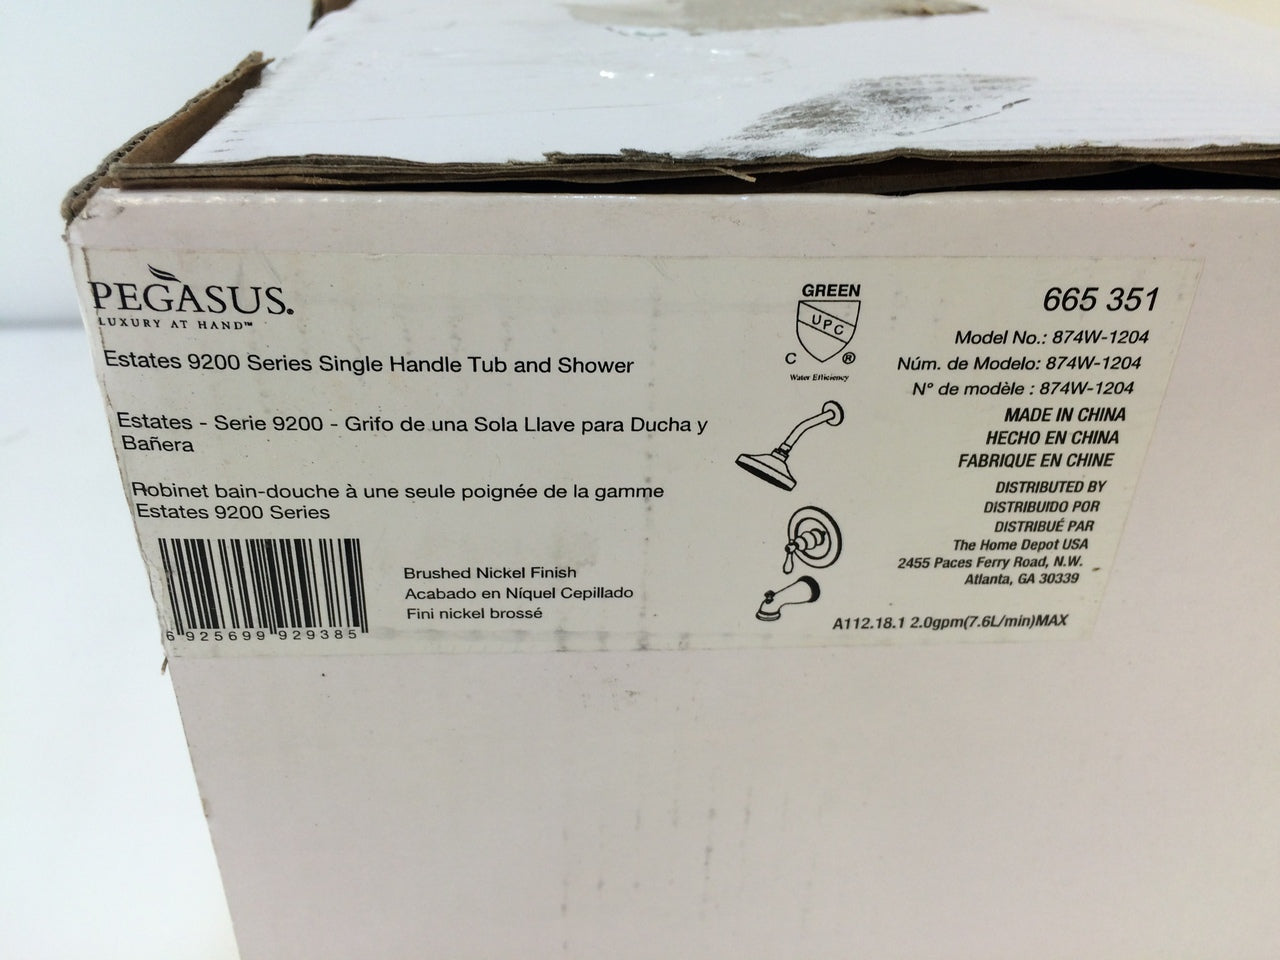 PEGASUS.
LUXURY AT HAND™
Estates 9200 Series Single Handle Tub and Shower
Estates - Serie 9200 - Grifo de una Sola Llave para Ducha y
Bañera
Robinet bain-douche à une seule poignée de la gamme
Estates 9200 Series
6 925699 929385
Brushed Nickel Finish
Acabado en Níquel Cepillado
Fini nickel brossé
GREEN
UPC
C ®
Water Efficiency
665 351
Model No.: 874W-1204
Núm. de Modelo: 874W-1204
N° de modèle : 874W-1204
MADE IN CHINA
HECHO EN CHINA
FABRIQUE EN CHINE
DISTRIBUTED BY
DISTRIBUIDO POR
DISTRIBUÉ PAR
The Home Depot USA
2455 Paces Ferry Road, N.W.
Atlanta, GA 30339
A112.18.1 2.0gpm(7.6L/min)MAX